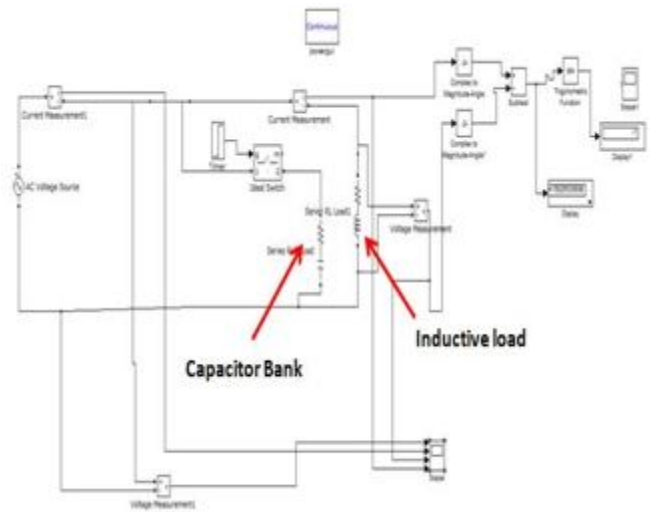 Continuous
powergui
Complex to
Magnitude-Angle
Subtract
Trigonometric
Function
Scope1
Current Measurement1
Current Measurement
Complex to
Magnitude-Angle1
Display1
Timer
Ideal Switch
AC Voltage Source
Series RL Load1
Voltage Measurement
Display
Series
Inductive load
Capacitor Bank
Scope
Voltage Measurement1